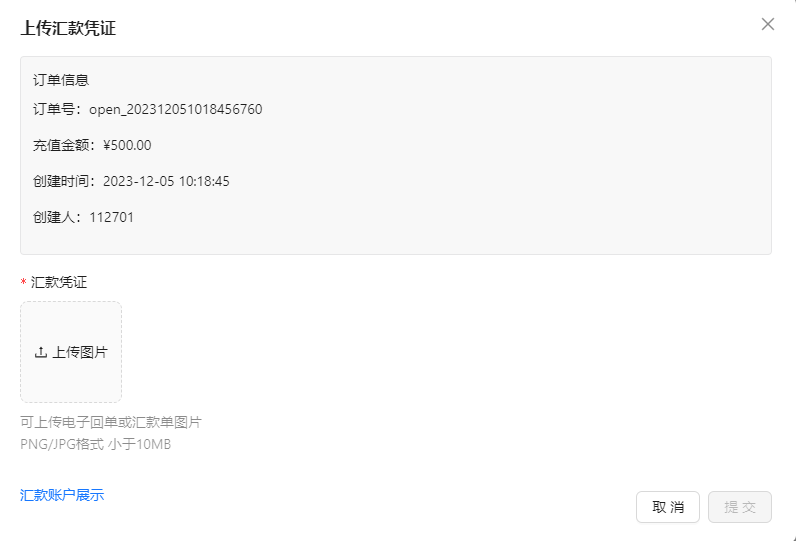 上传汇款凭证
订单信息
订单号：open_202312051018456760
充值金额：¥500.00
创建时间：2023-12-05 10:18:45
创建人：112701
* 汇款凭证
上传图片
可上传电子回单或汇款单图片
PNG/JPG格式 小于10MB
汇款账户展示
取 消
提 交